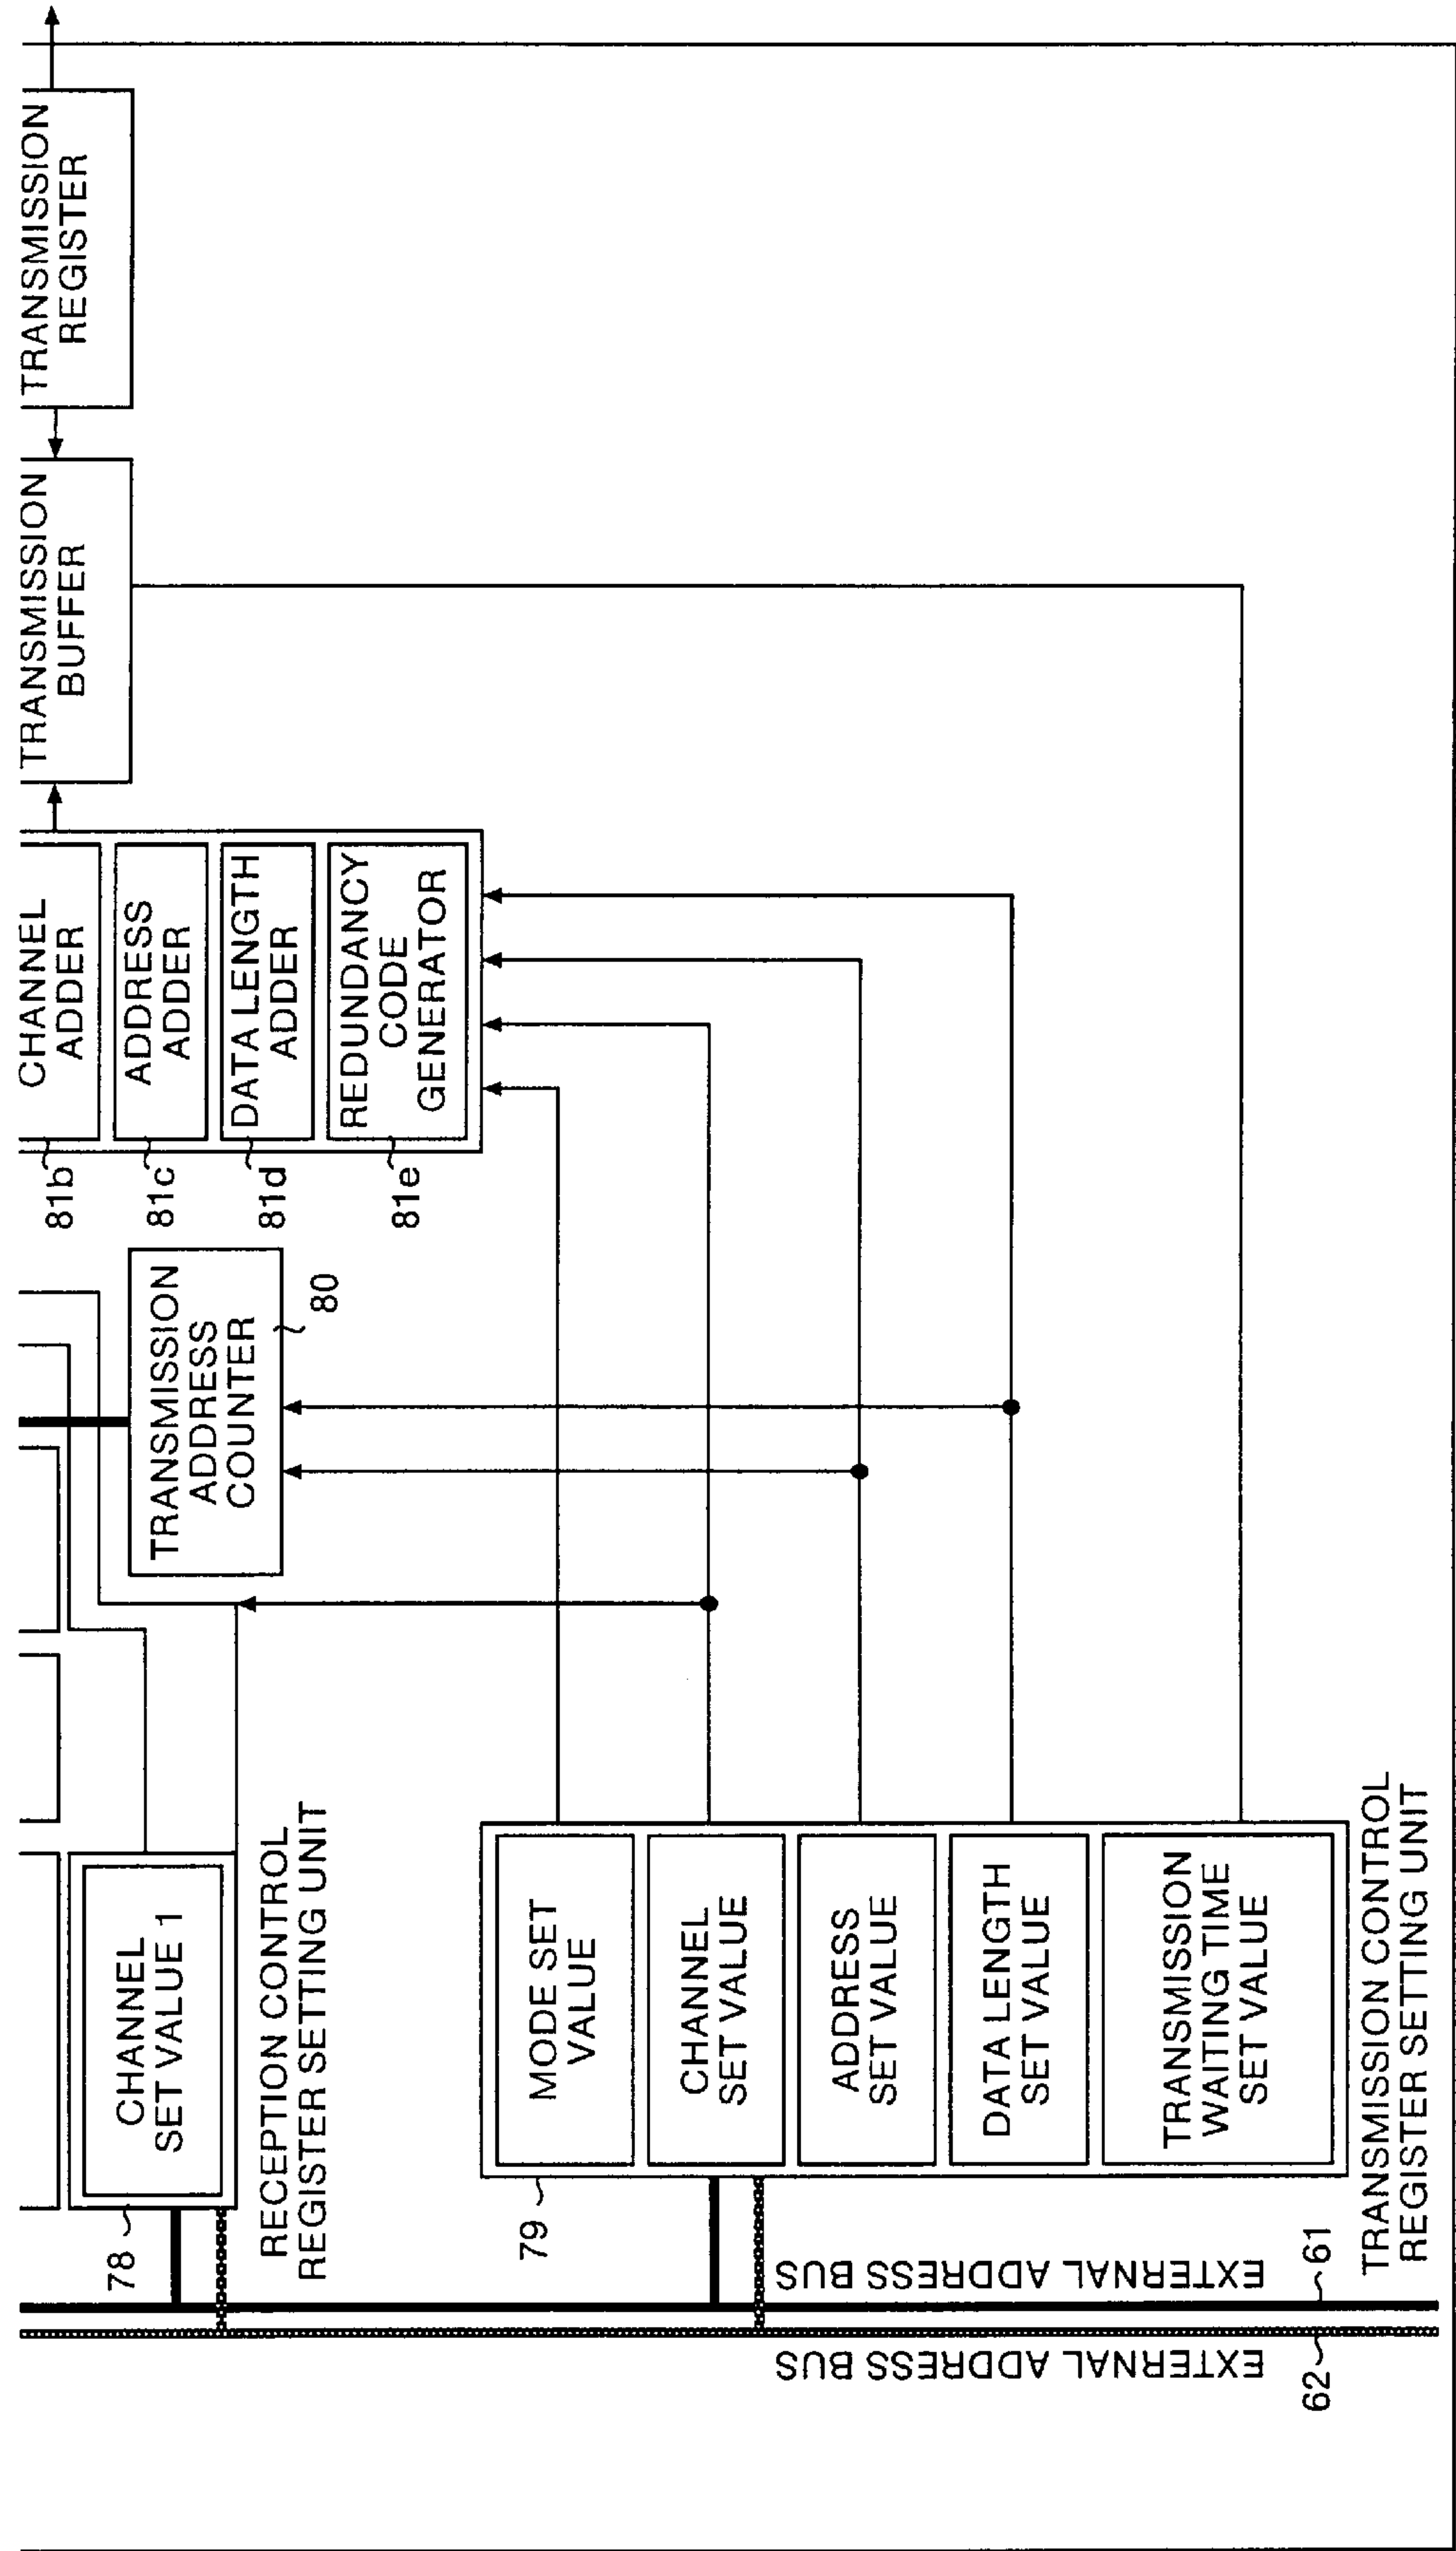 CHANNEL
SET VALUE 1
78
RECEPTION CONTROL
REGISTER SETTING UNIT
TRANSMISSION
ADDRESS
COUNTER
80
CHANNEL
ADDER
81b
ADDRESS
ADDER
81c
DATA LENGTH
ADDER
81d
REDUNDANCY
CODE
GENERATOR
81e
TRANSMISSION
BUFFER
TRANSMISSION
REGISTER
79
MODE SET
VALUE
CHANNEL
SET VALUE
ADDRESS
SET VALUE
DATA LENGTH
SET VALUE
TRANSMISSION
WAITING TIME
SET VALUE
TRANSMISSION CONTROL
REGISTER SETTING UNIT
EXTERNAL ADDRESS BUS
61
EXTERNAL ADDRESS BUS
62